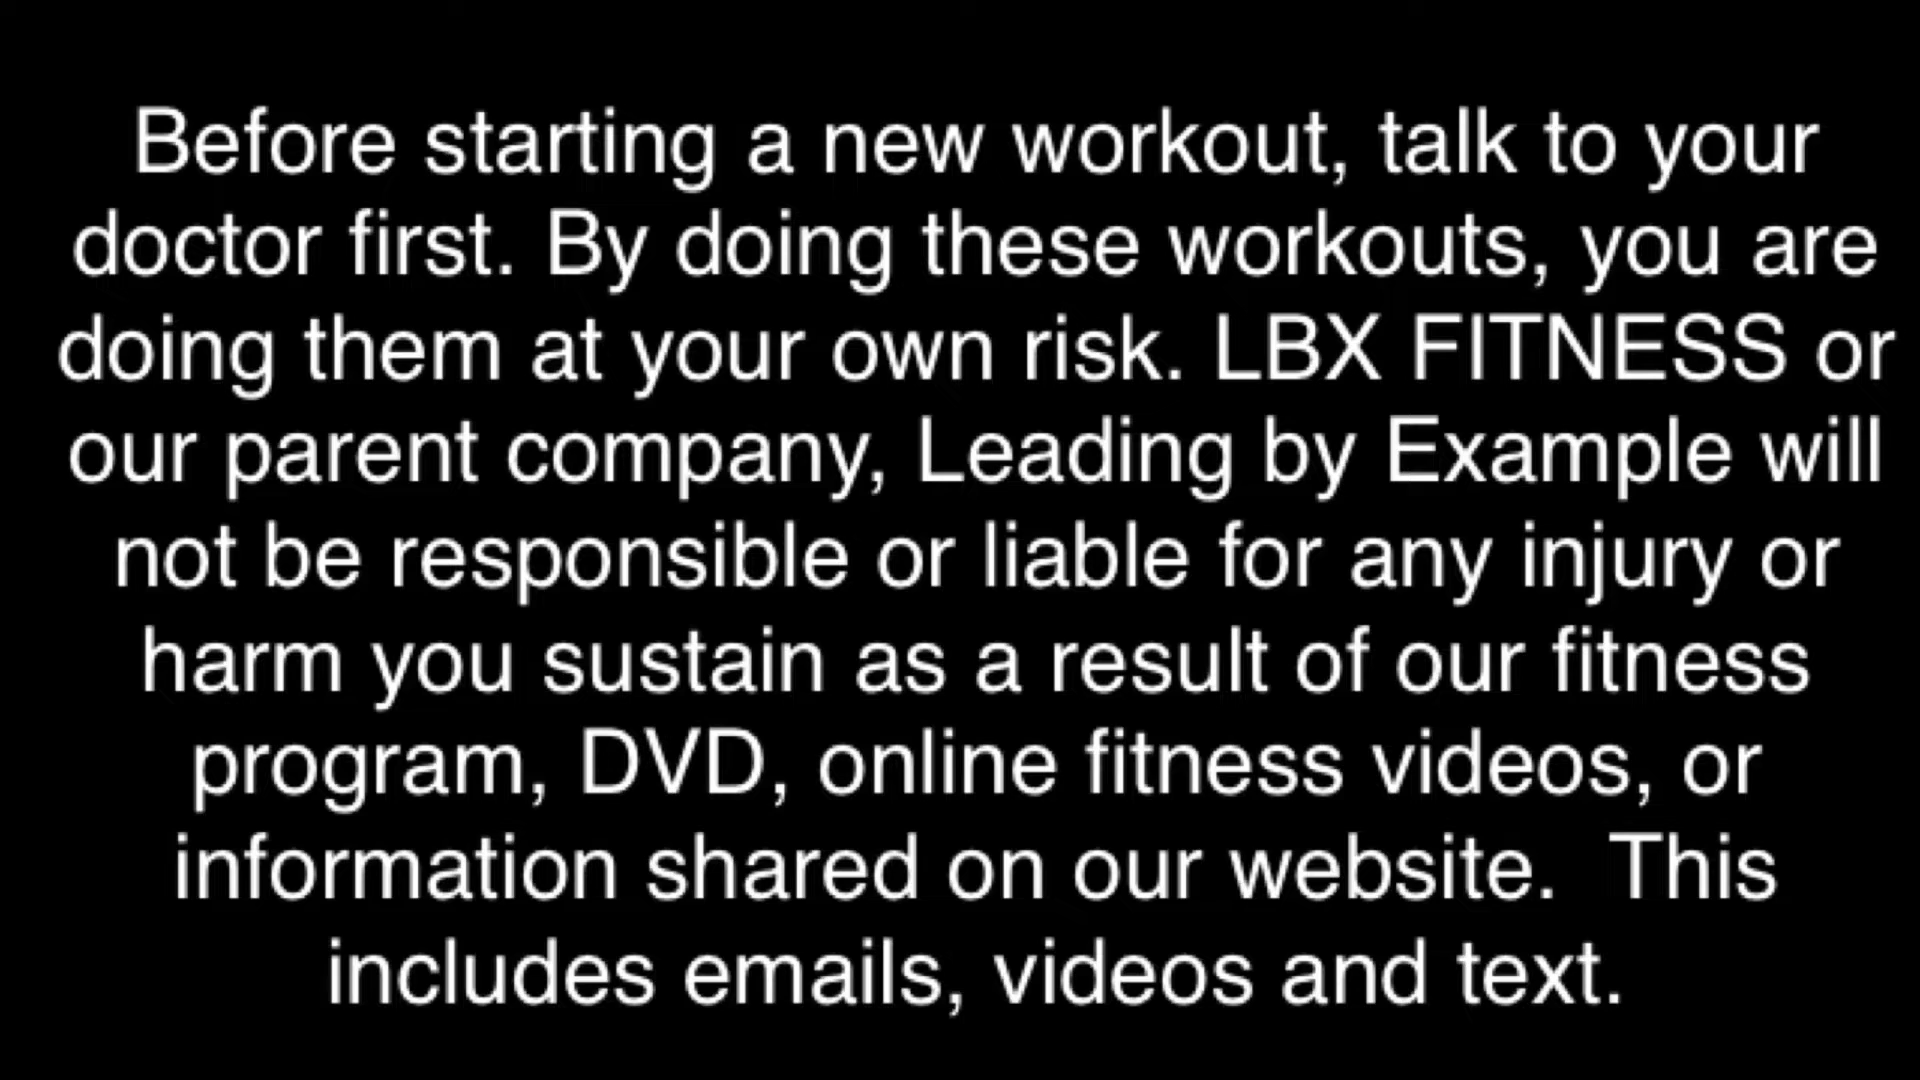 Before starting a new workout, talk to your
doctor first. By doing these workouts, you are
doing them at your own risk. LBX FITNESS or
our parent company, Leading by Example will
not be responsible or liable for any injury or
harm you sustain as a result of our fitness
program, DVD, online fitness videos, or
information shared on our website.  This
includes emails, videos and text.